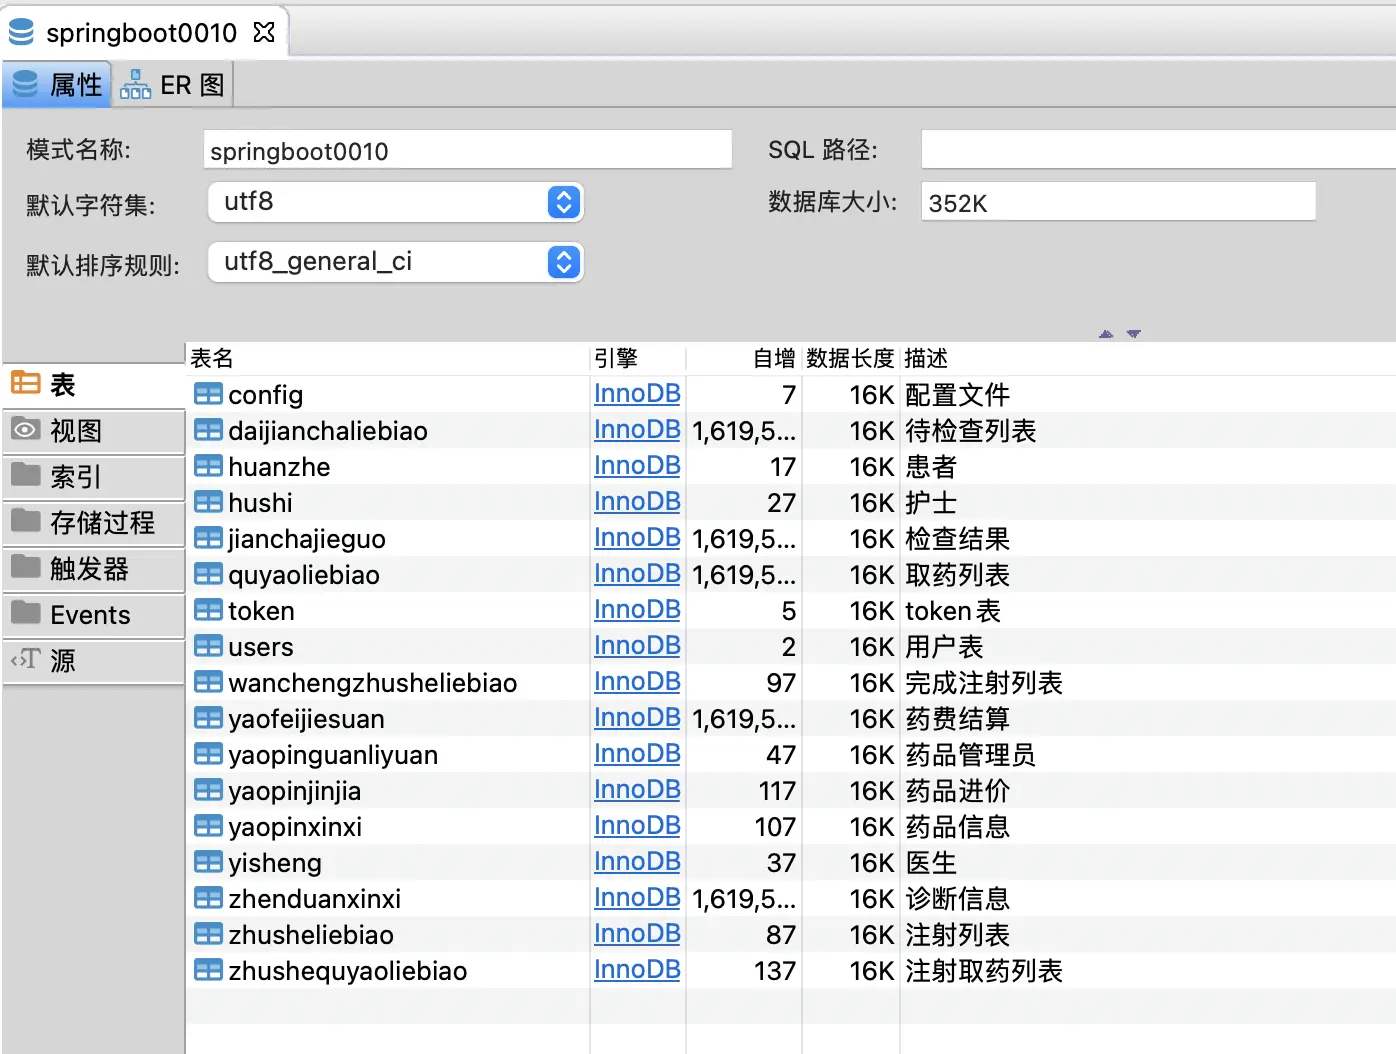 springboot0010
属性 ER 图
模式名称: springboot0010 SQL 路径:
默认字符集: utf8 数据库大小: 352K
默认排序规则: utf8_general_ci
表名 引擎 自增 数据长度 描述
表
视图
索引
存储过程
触发器
Events
源
config InnoDB 7 16K 配置文件
daijianchaliebiao InnoDB 1,619,5... 16K 待检查列表
huanzhe InnoDB 17 16K 患者
hushi InnoDB 27 16K 护士
jianchajieguo InnoDB 1,619,5... 16K 检查结果
quyaoliebiao InnoDB 1,619,5... 16K 取药列表
token InnoDB 5 16K token表
users InnoDB 2 16K 用户表
wanchengzhusheliebiao InnoDB 97 16K 完成注射列表
yaofeijiesuan InnoDB 1,619,5... 16K 药费结算
yaopinguanliyuan InnoDB 47 16K 药品管理员
yaopinjinjia InnoDB 117 16K 药品进价
yaopinxinxi InnoDB 107 16K 药品信息
yisheng InnoDB 37 16K 医生
zhenduanxinxi InnoDB 1,619,5... 16K 诊断信息
zhusheliebiao InnoDB 87 16K 注射列表
zhushequyaoliebiao InnoDB 137 16K 注射取药列表